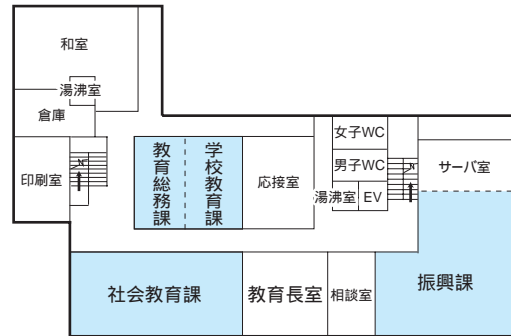 和室
湯沸室
倉庫
印刷室
教育総務課
学校教育課
応接室
女子WC
男子WC
湯沸室
EV
サーバ室
社会教育課
教育長室
相談室
振興課